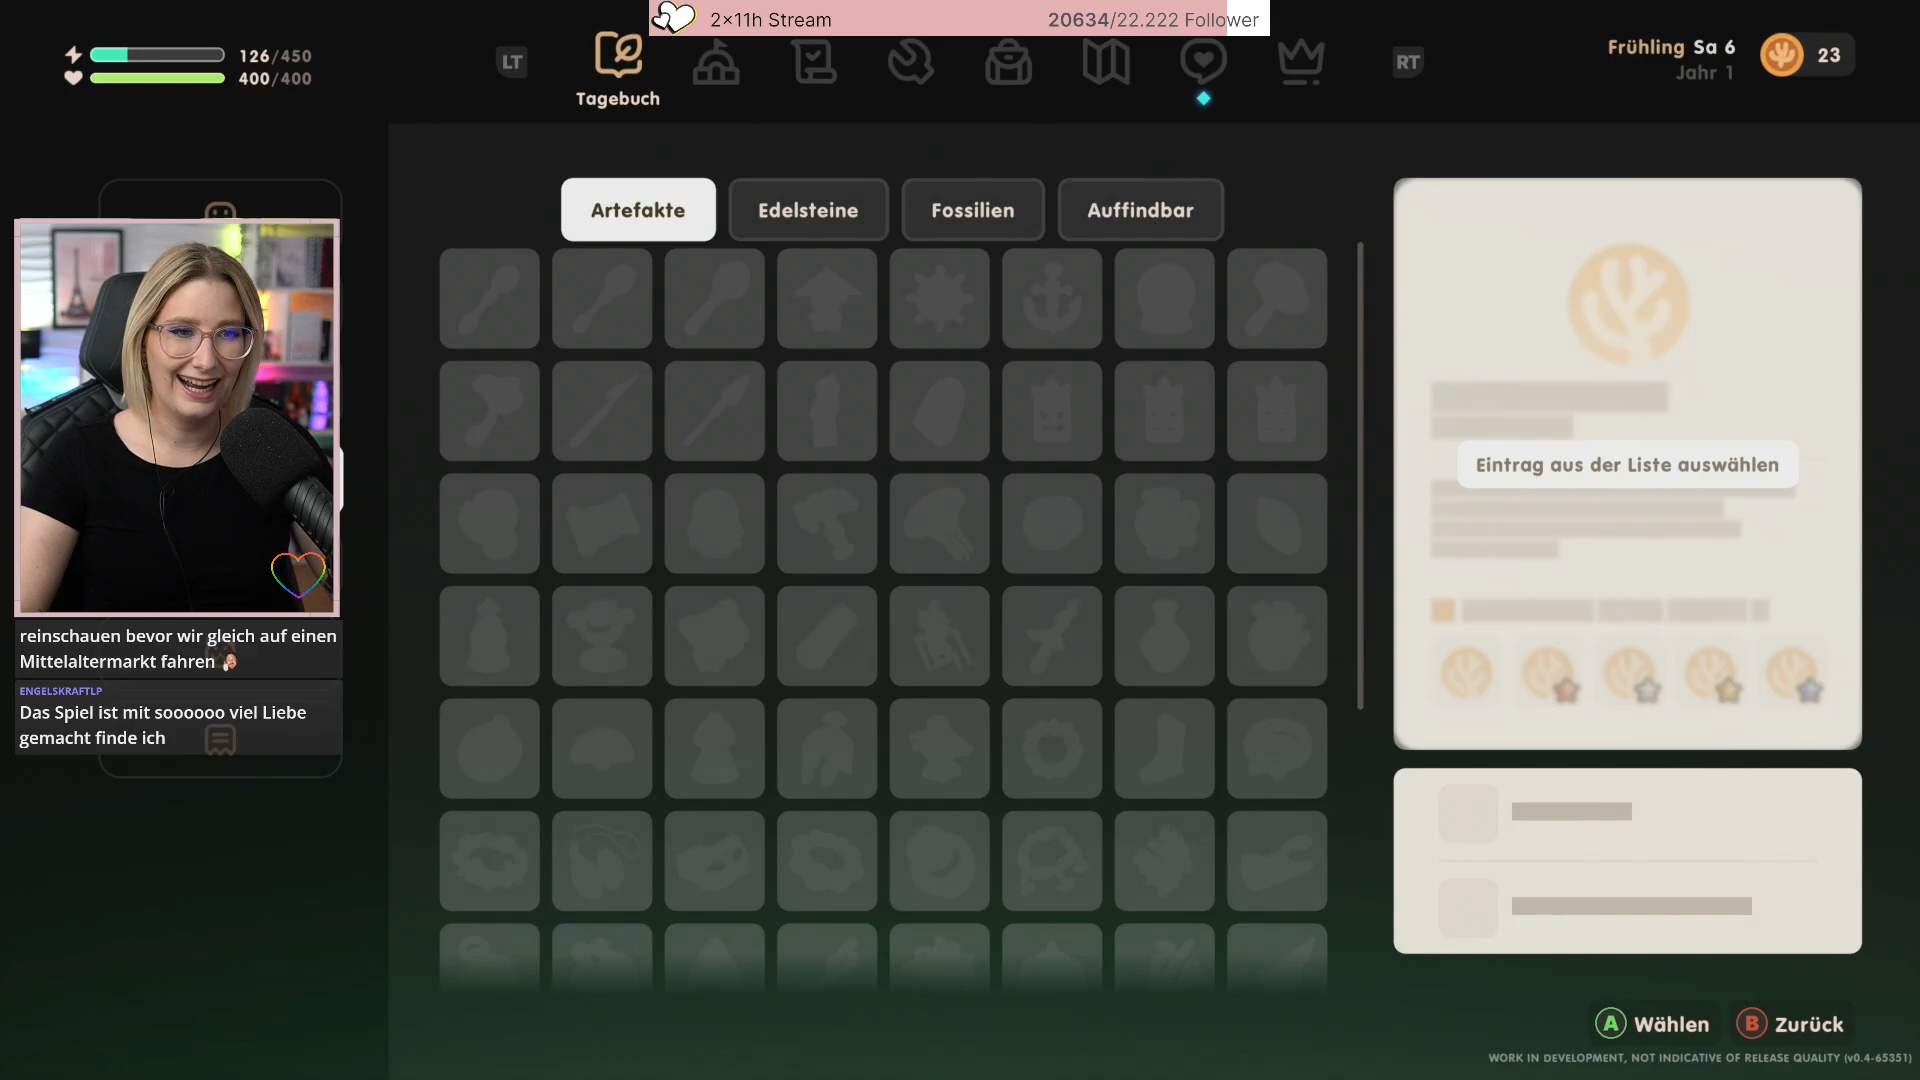 2×11h Stream
20634/22.222 Follower
126/450
400/400
LT
Tagebuch
RT
Frühling Sa 6
Jahr 1
23
Artefakte
Edelsteine
Fossilien
Auffindbar
Eintrag aus der Liste auswählen
reinschauen bevor wir gleich auf einen
Mittelaltermarkt fahren
ENGELSKRAFTLP
Das Spiel ist mit soooooo viel Liebe
gemacht finde ich
A Wählen
B Zurück
WORK IN DEVELOPMENT, NOT INDICATIVE OF RELEASE QUALITY (v0.4-65351)